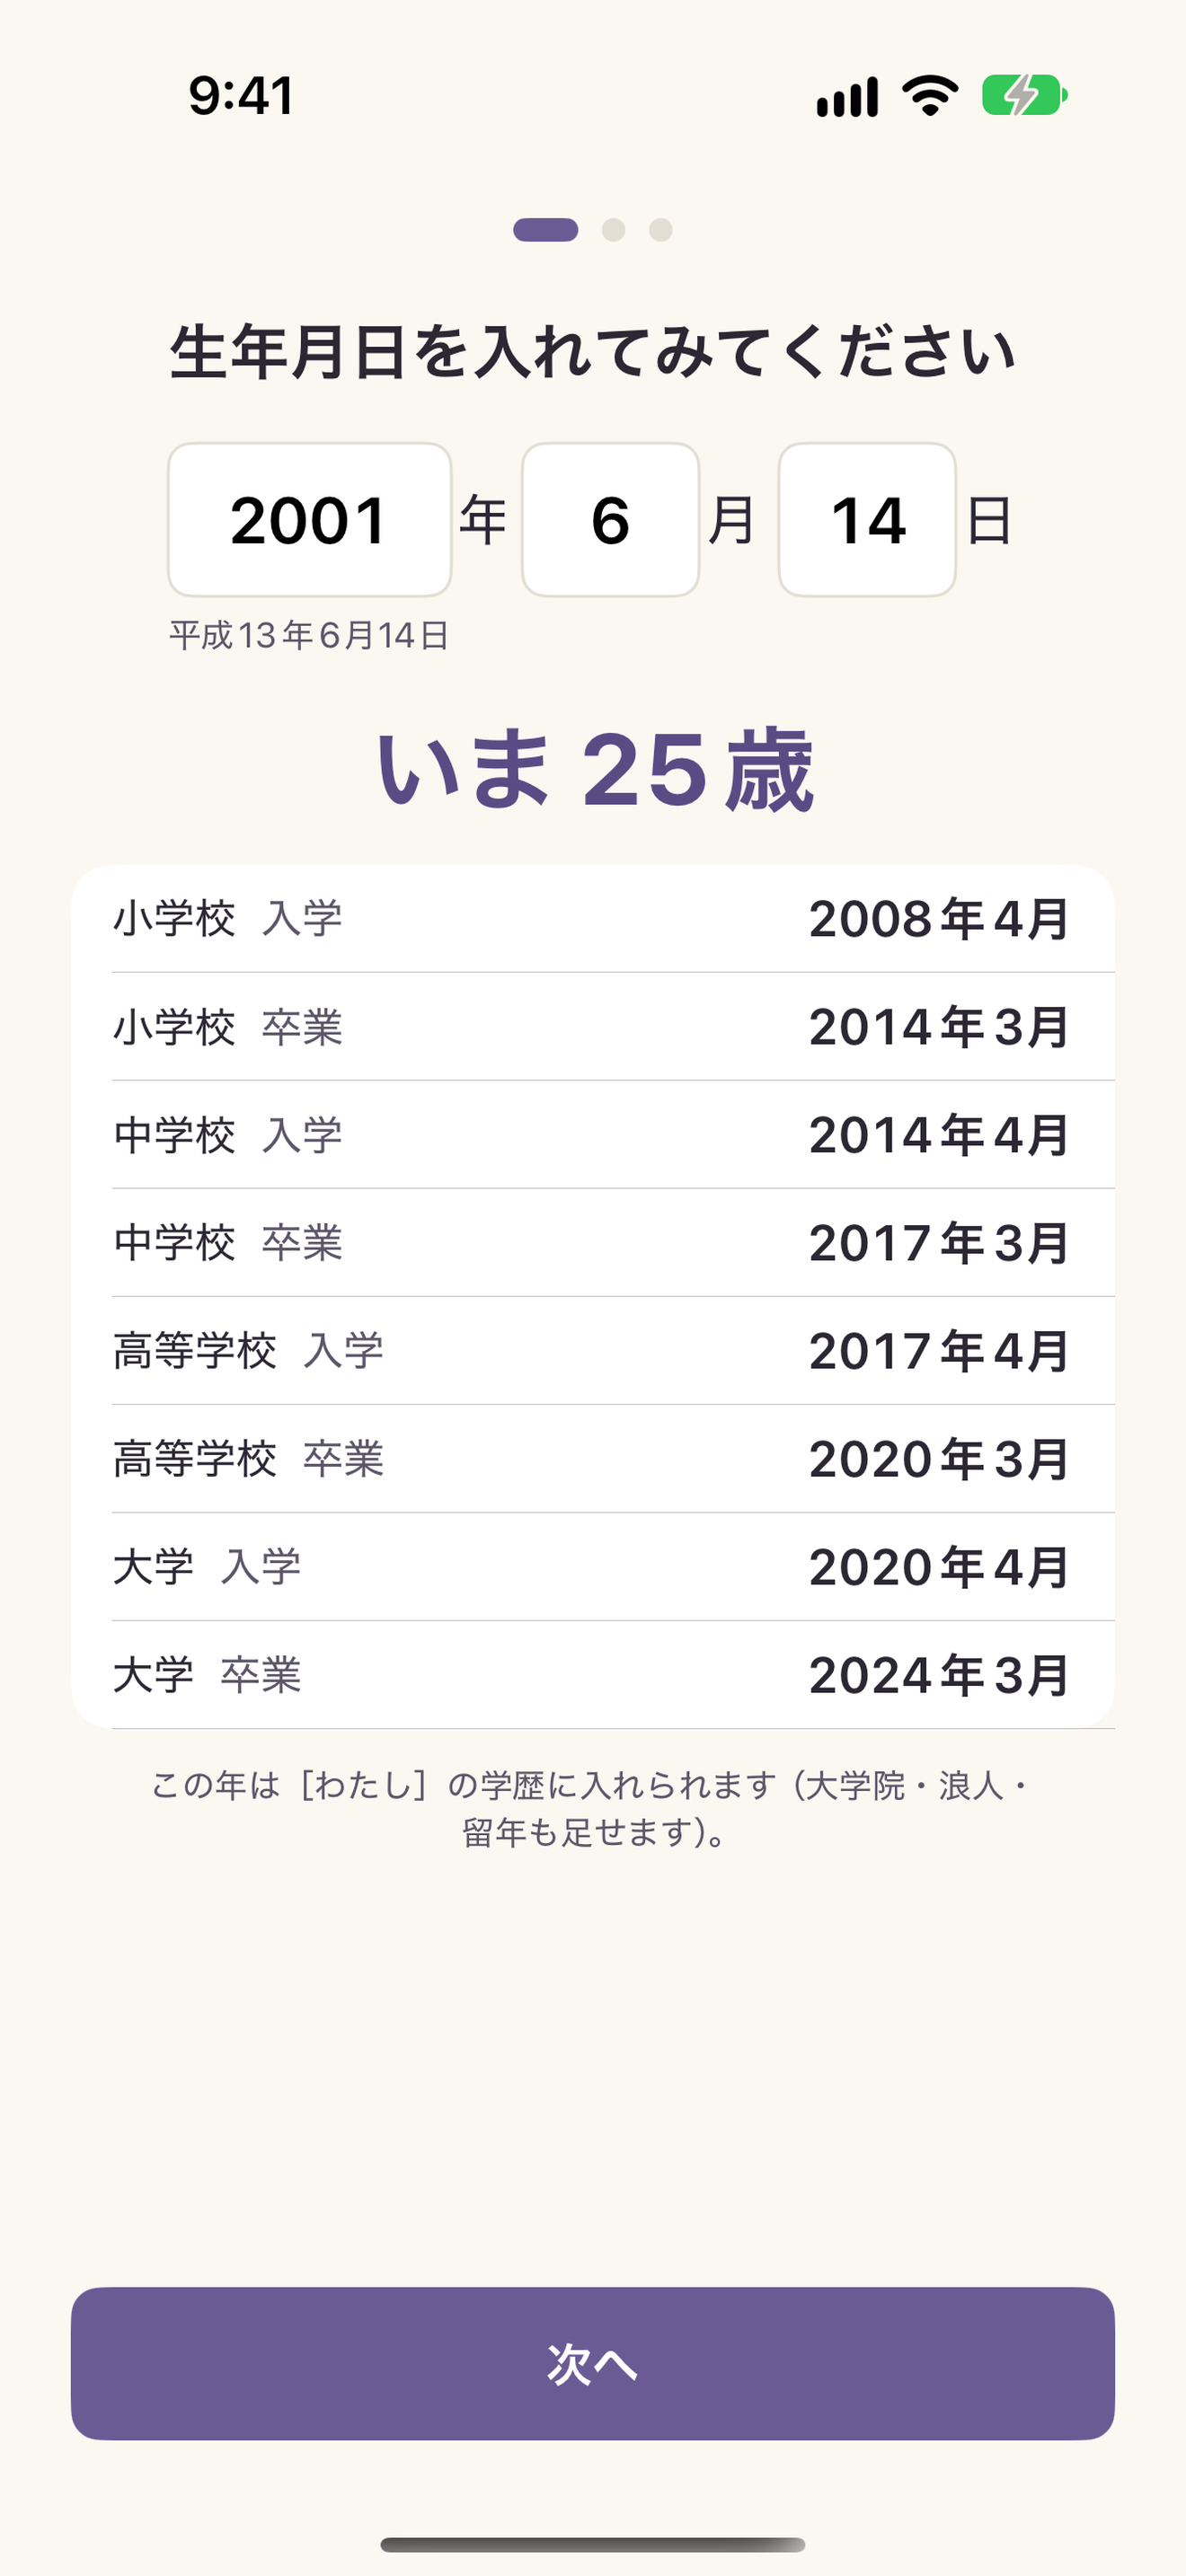 9:41
生年月日を入れてみてください
2001 年 6 月 14 日
平成13年6月14日
いま 25歳
小学校 入学 2008年4月
小学校 卒業 2014年3月
中学校 入学 2014年4月
中学校 卒業 2017年3月
高等学校 入学 2017年4月
高等学校 卒業 2020年3月
大学 入学 2020年4月
大学 卒業 2024年3月
この年は［わたし］の学歴に入れられます（大学院・浪人・
留年も足せます）。
次へ